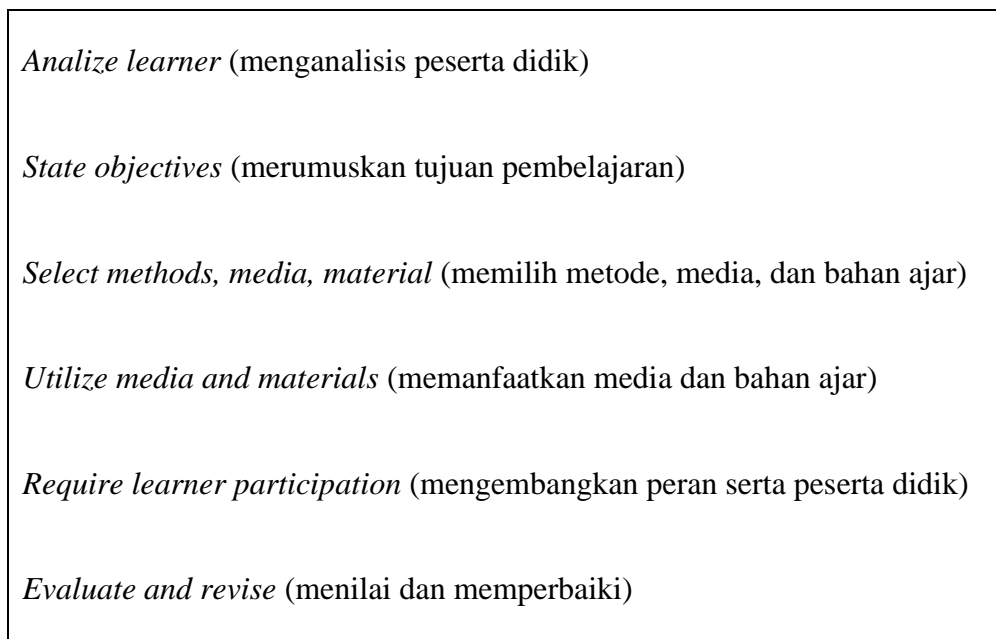 Analize learner (menganalisis peserta didik)
State objectives (merumuskan tujuan pembelajaran)
Select methods, media, material (memilih metode, media, dan bahan ajar)
Utilize media and materials (memanfaatkan media dan bahan ajar)
Require learner participation (mengembangkan peran serta peserta didik)
Evaluate and revise (menilai dan memperbaiki)